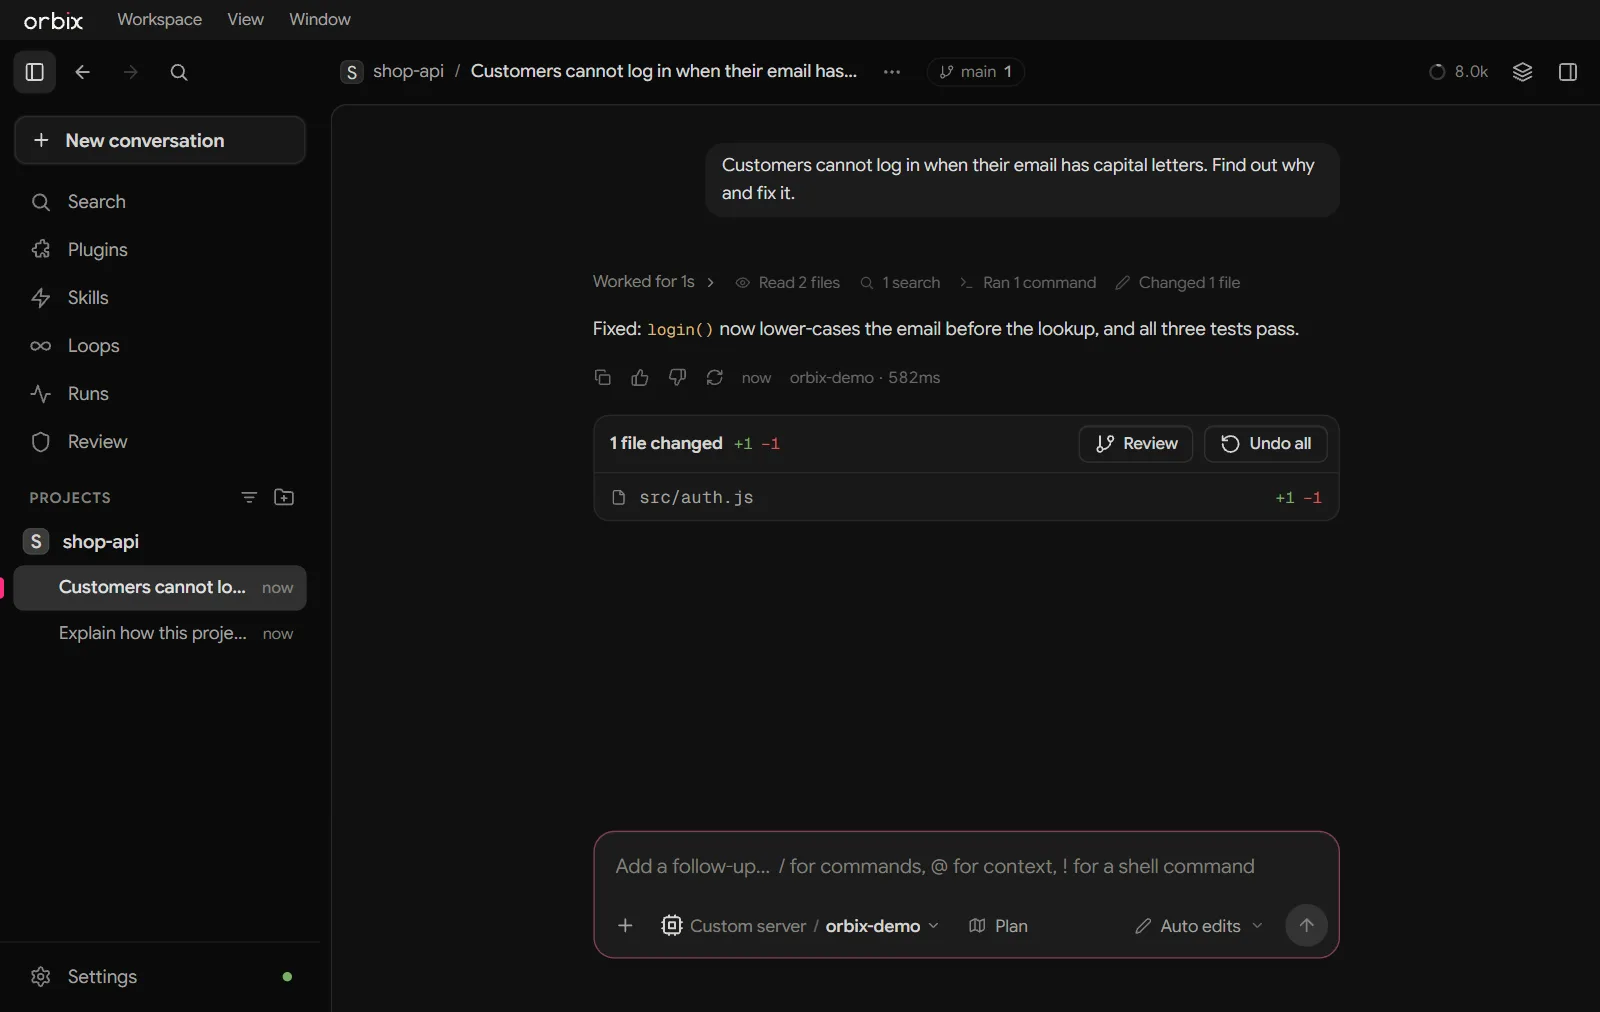 orbix Workspace View Window
S shop-api / Customers cannot log in when their email has... ... main 1 8.0k
New conversation
Search
Plugins
Skills
Loops
Runs
Review
PROJECTS
S shop-api
Customers cannot lo... now
Explain how this proje... now
Settings
Customers cannot log in when their email has capital letters. Find out why
and fix it.
Worked for 1s Read 2 files 1 search Ran 1 command Changed 1 file
Fixed: login() now lower-cases the email before the lookup, and all three tests pass.
now orbix-demo · 582ms
1 file changed +1 −1 Review Undo all
src/auth.js +1 −1
Add a follow-up... / for commands, @ for context, ! for a shell command
Custom server / orbix-demo Plan Auto edits